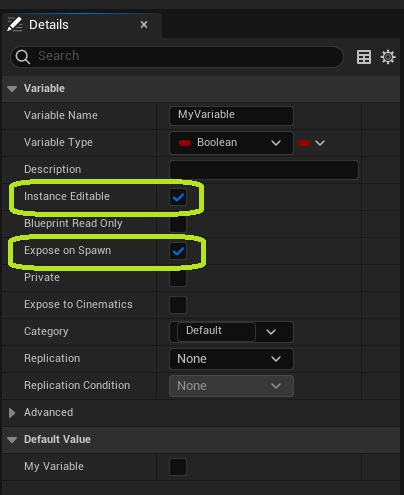 Details
Search
Variable
Variable Name MyVariable
Variable Type Boolean
Description
Instance Editable
Blueprint Read Only
Expose on Spawn
Private
Expose to Cinematics
Category Default
Replication None
Replication Condition None
Advanced
Default Value
My Variable